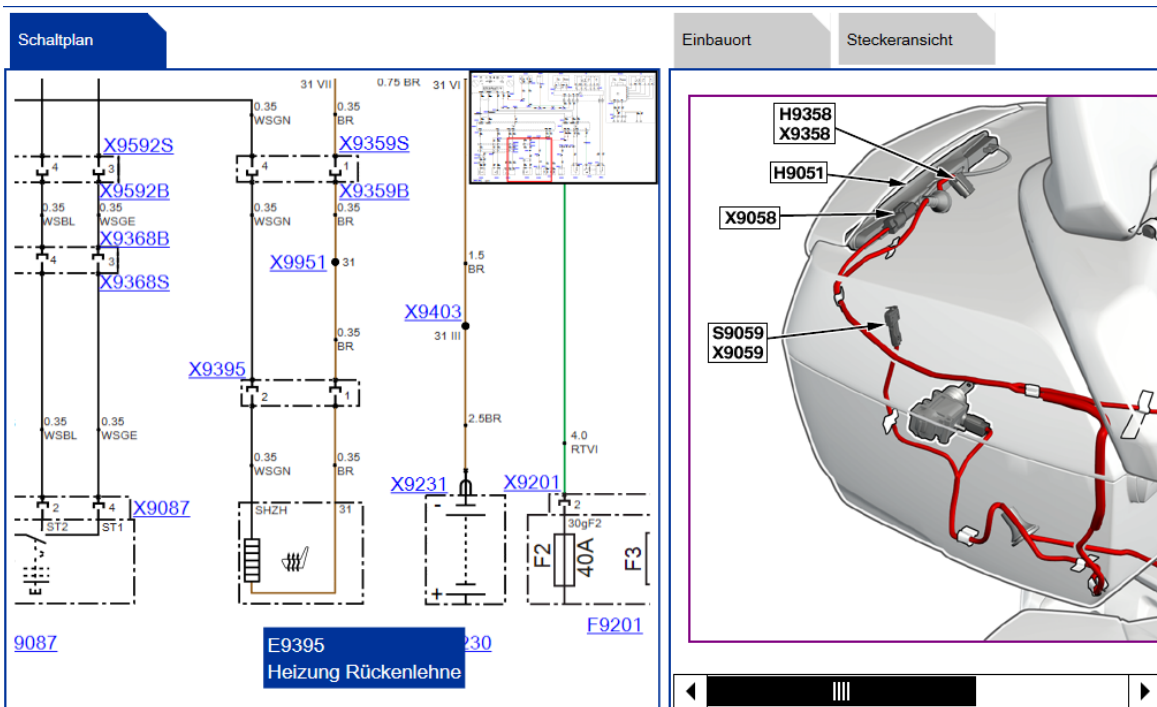 Schaltplan
Einbauort
Steckeransicht
31 VII
0.75 BR
31 VI
0.35
WSGN
0.35
BR
X9592S
X9359S
4
3
4
1
X9592B
X9359B
0.35
WSBL
0.35
WSGE
0.35
WSGN
0.35
BR
X9368B
4
3
X9951
31
1.5
BR
X9368S
X9403
31 III
0.35
BR
X9395
2
1
0.35
WSBL
0.35
WSGE
2.5BR
4.0
RTVI
0.35
WSGN
0.35
BR
X9231
X9201
2
4
X9087
2
ST2
ST1
SHZH
31
-
30gF2
F2
40A
F3
+
F9201
9087
230
E9395
Heizung Rückenlehne
H9358
X9358
H9051
X9058
S9059
X9059